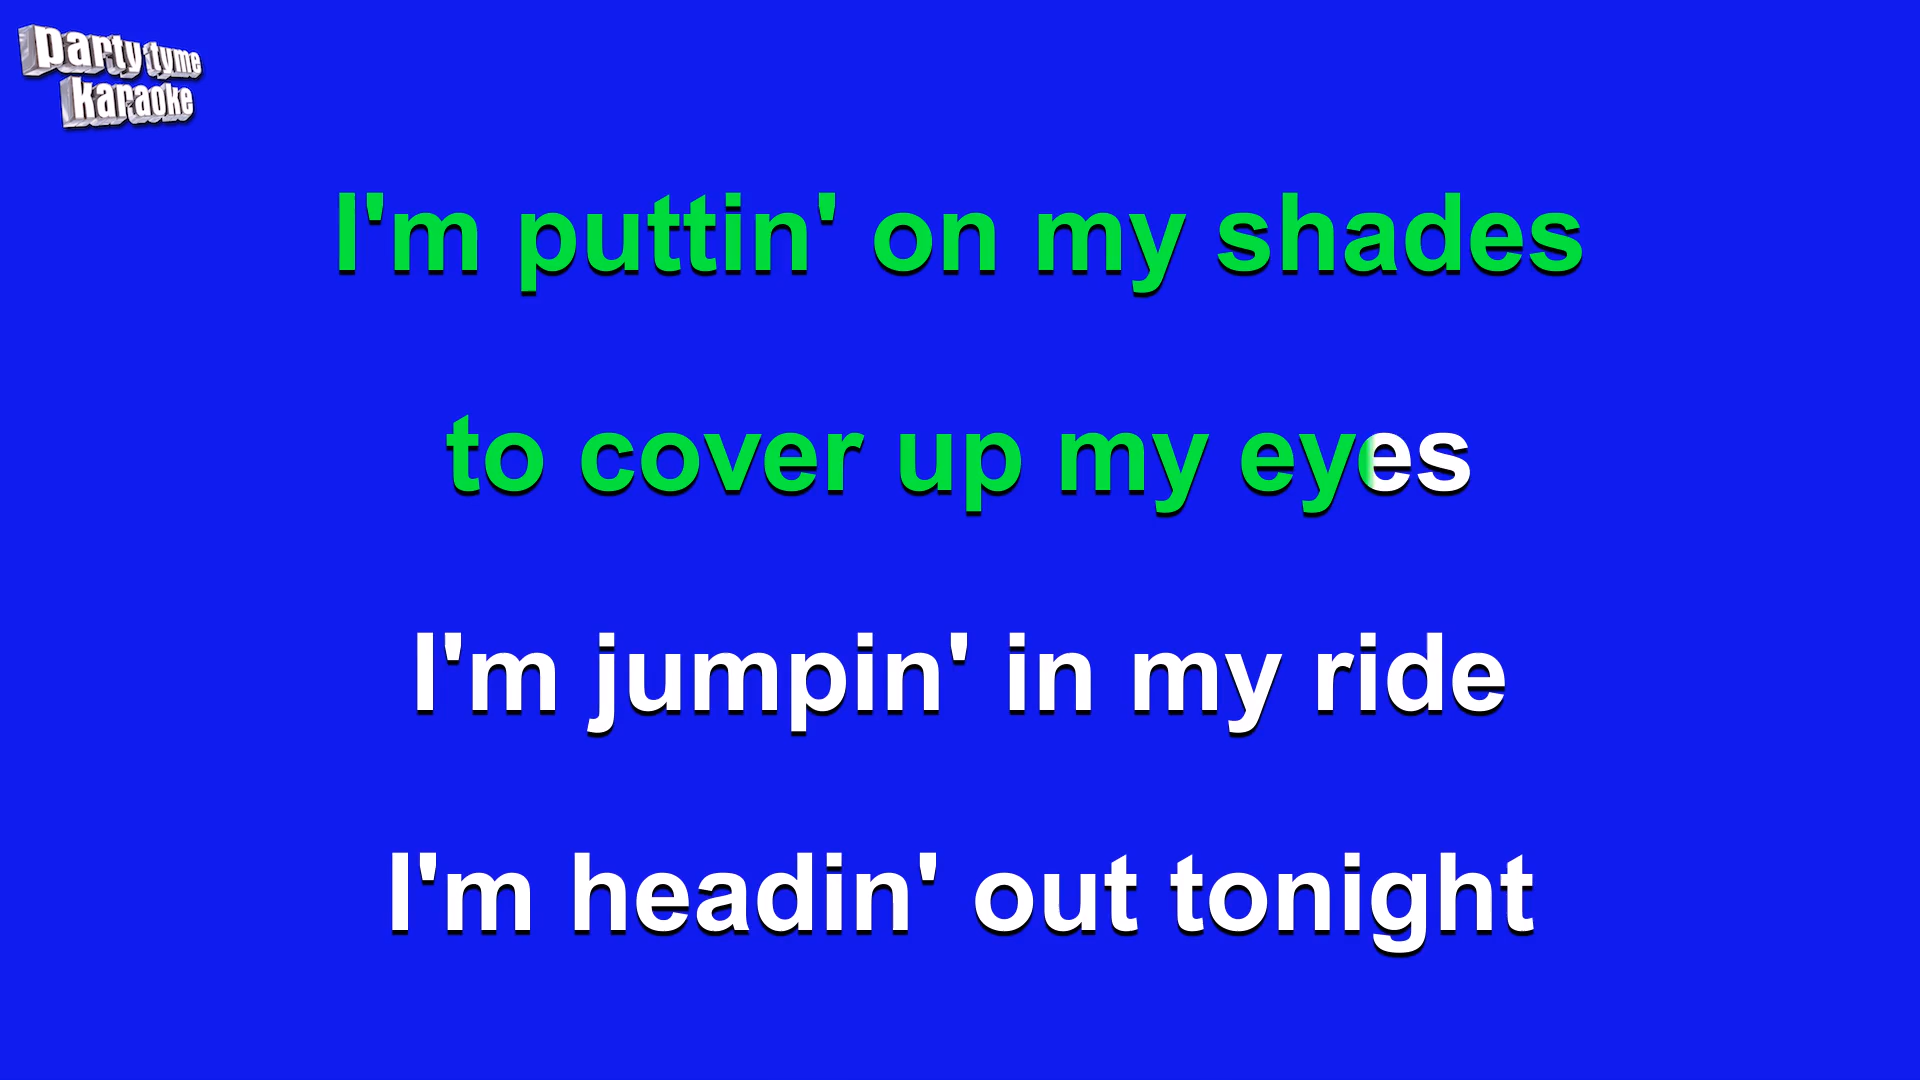 party tyme
karaoke
I'm puttin' on my shades
to cover up my eyes
I'm jumpin' in my ride
I'm headin' out tonight